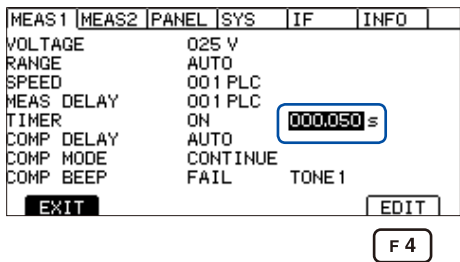 MEAS1 MEAS2 PANEL SYS IF INFO
VOLTAGE 025 V
RANGE AUTO
SPEED 001 PLC
MEAS DELAY 001 PLC
TIMER ON 000.050 s
COMP DELAY AUTO
COMP MODE CONTINUE
COMP BEEP FAIL TONE1
EXIT EDIT
F4